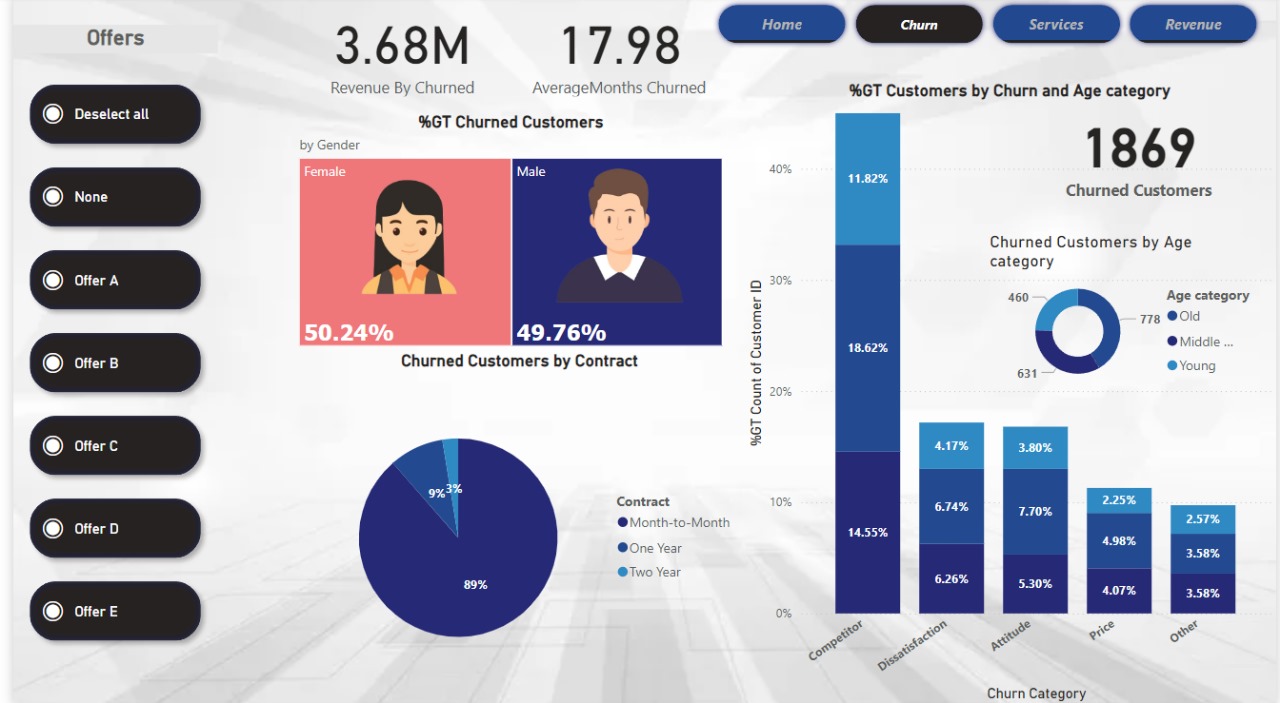 Offers
Deselect all
None
Offer A
Offer B
Offer C
Offer D
Offer E
3.68M
Revenue By Churned
17.98
AverageMonths Churned
Home
Churn
Services
Revenue
%GT Churned Customers
by Gender
Female
50.24%
Male
49.76%
Churned Customers by Contract
9%
3%
89%
Contract
Month-to-Month
One Year
Two Year
%GT Customers by Churn and Age category
%GT Count of Customer ID
40%
30%
20%
10%
0%
11.82%
18.62%
14.55%
4.17%
6.74%
6.26%
3.80%
7.70%
5.30%
2.25%
4.98%
4.07%
2.57%
3.58%
3.58%
Competitor
Dissatisfaction
Attitude
Price
Other
Churn Category
1869
Churned Customers
Churned Customers by Age
category
460
778
631
Age category
Old
Middle ...
Young